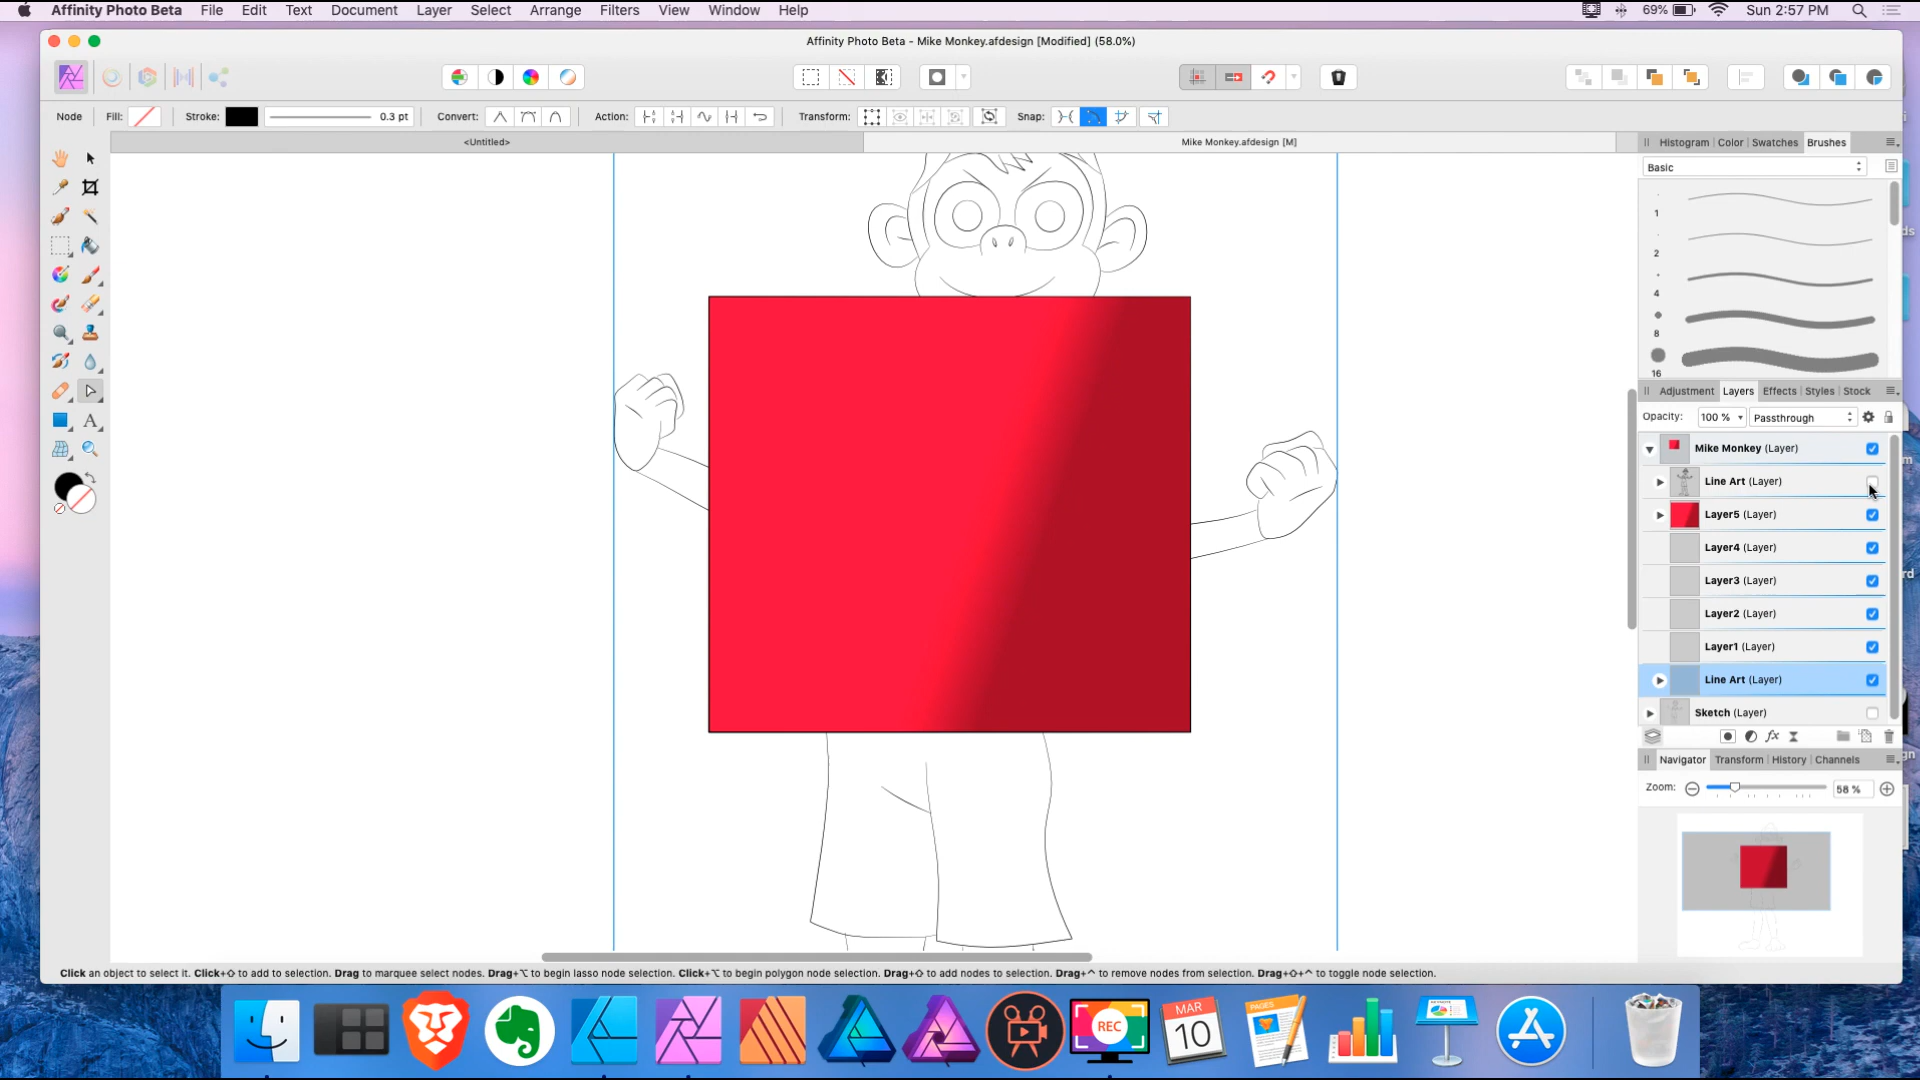 Affinity Photo Beta File Edit Text Document Layer Select Arrange Filters View Window Help 69% Sun 2:57 PM
Affinity Photo Beta - Mike Monkey.afdesign [Modified] (58.0%)
Node Fill: Stroke: 0.3 pt Convert: Action: Transform: Snap:
<Untitled> Mike Monkey.afdesign [M]
Histogram Color Swatches Brushes
Basic
1
2
4
8
16
Adjustment Layers Effects Styles Stock
Opacity: 100 % Passthrough
Mike Monkey (Layer)
Line Art (Layer)
Layer5 (Layer)
Layer4 (Layer)
Layer3 (Layer)
Layer2 (Layer)
Layer1 (Layer)
Line Art (Layer)
Sketch (Layer)
fx
Navigator Transform History Channels
Zoom: 58 %
Click an object to select it. Click+⇧ to add to selection. Drag to marquee select nodes. Drag+⌥ to begin lasso node selection. Click+⌥ to begin polygon node selection. Drag+⇧ to add nodes to selection. Drag+^ to remove nodes from selection. Drag+⇧+^ to toggle node selection.
REC
MAR
10
PAGES
KEYNOTE